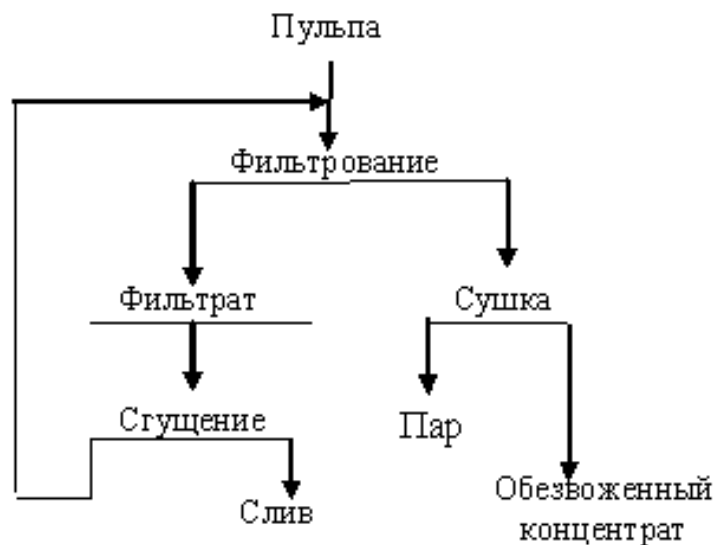 Пульпа
Фильтрование
Фильтрат
Сушка
Сгущение
Пар
Слив
Обезвоженный
концентрат